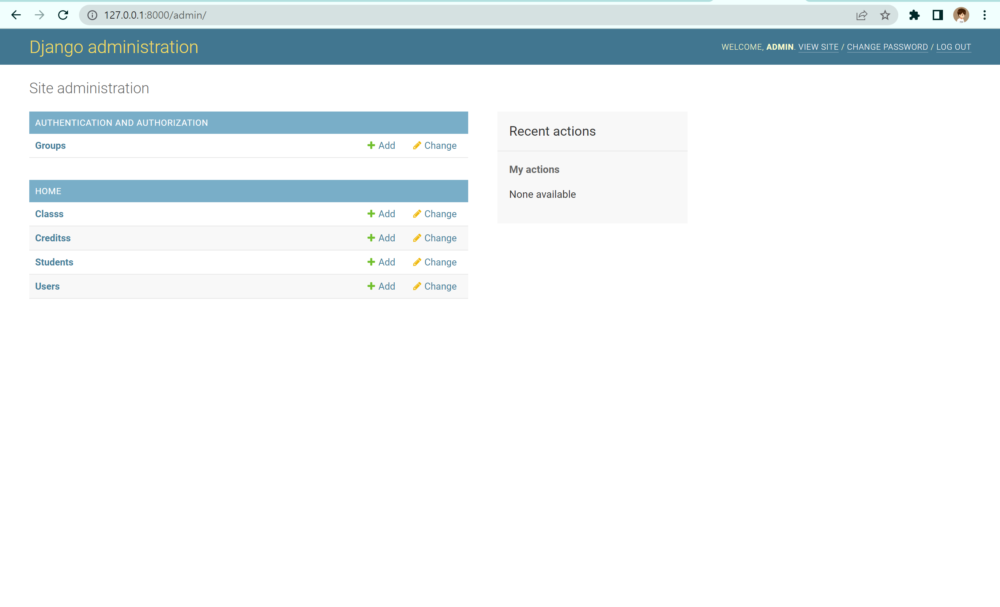 127.0.0.1:8000/admin/
Django administration
WELCOME, ADMIN. VIEW SITE / CHANGE PASSWORD / LOG OUT
Site administration
AUTHENTICATION AND AUTHORIZATION
Groups Add Change
HOME
Classs Add Change
Creditss Add Change
Students Add Change
Users Add Change
Recent actions
My actions
None available